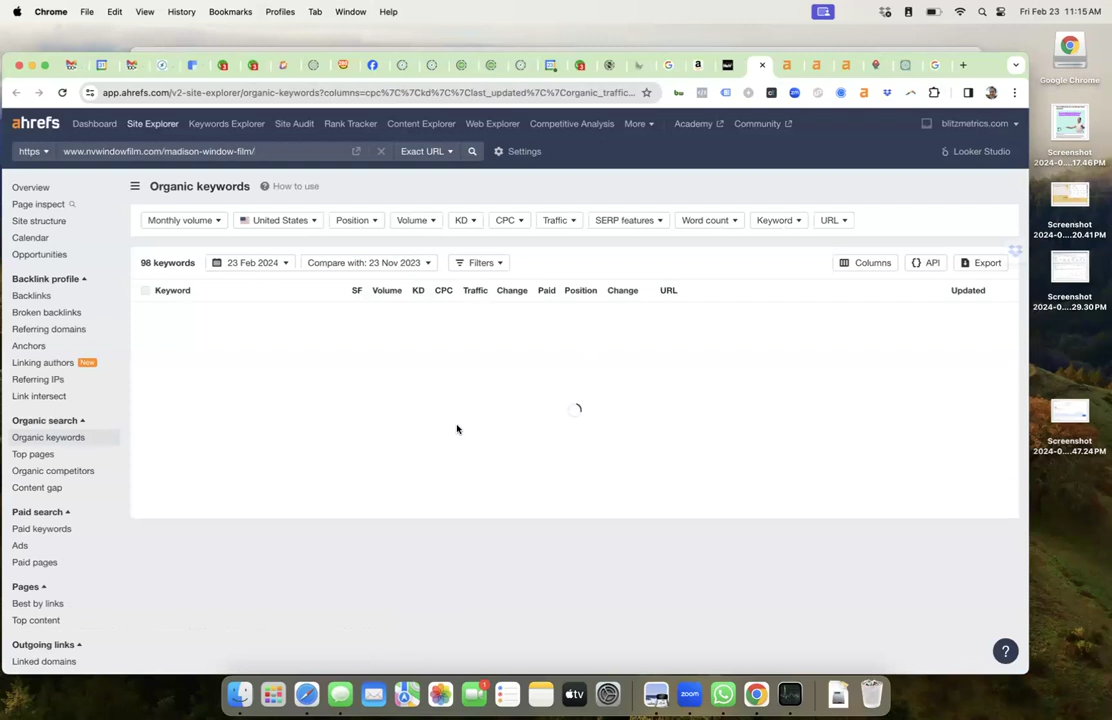 Chrome File Edit View History Bookmarks Profiles Tab Window Help Fri Feb 23 11:15 AM
app.ahrefs.com/v2-site-explorer/organic-keywords?columns=cpc%7C%7Ckd%7C%7Clast_updated%7C%7Corganic_traffic...
ahrefs Dashboard Site Explorer Keywords Explorer Site Audit Rank Tracker Content Explorer Web Explorer Competitive Analysis More Academy Community blitzmetrics.com
https www.nvwindowfilm.com/madison-window-film/ Exact URL Settings Looker Studio
Overview
Page inspect
Site structure
Calendar
Opportunities
Backlink profile
Backlinks
Broken backlinks
Referring domains
Anchors
Linking authors New
Referring IPs
Link intersect
Organic search
Organic keywords
Top pages
Organic competitors
Content gap
Paid search
Paid keywords
Ads
Paid pages
Pages
Best by links
Top content
Outgoing links
Linked domains
Organic keywords ? How to use
Monthly volume United States Position Volume KD CPC Traffic SERP features Word count Keyword URL
98 keywords 23 Feb 2024 Compare with: 23 Nov 2023 Filters Columns {} API Export
Keyword SF Volume KD CPC Traffic Change Paid Position Change URL Updated
?
Google Chrome
Screenshot
2024-0....17.46 PM
Screenshot
2024-0....20.41 PM
Screenshot
2024-0....29.30 PM
Screenshot
2024-0....47.24 PM
1
tv
zoom